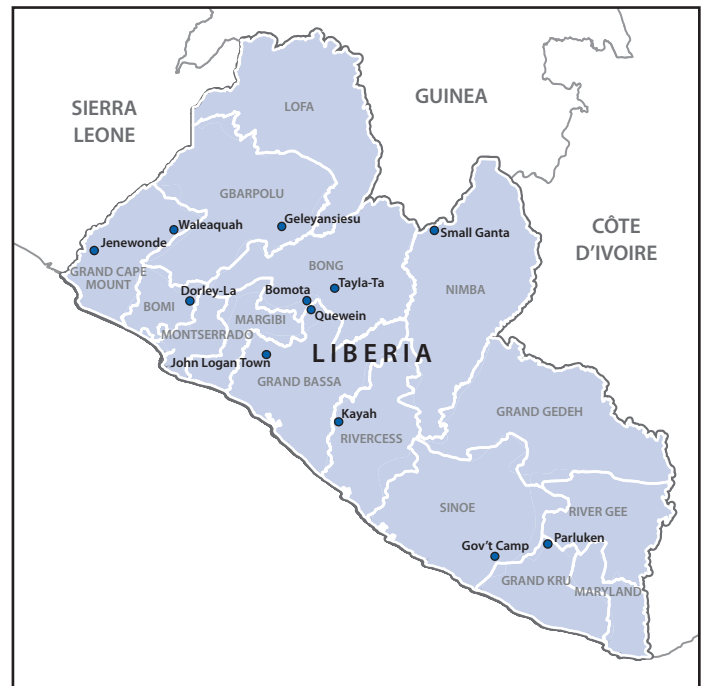 SIERRA
LEONE
GUINEA
LOFA
GBARPOLU
CÔTE
D’IVOIRE
Waleaquah
Geleyansiesu
Small Ganta
Jenewonde
BONG
GRAND CAPE
MOUNT
Tayla-Ta
NIMBA
Dorley-La
Bomota
BOMI
Quewein
MARGIBI
MONTSERRADO
LIBERIA
John Logan Town
GRAND BASSA
Kayah
GRAND GEDEH
RIVERCESS
SINOE
RIVER GEE
Parluken
Gov’t Camp
GRAND KRU
MARYLAND